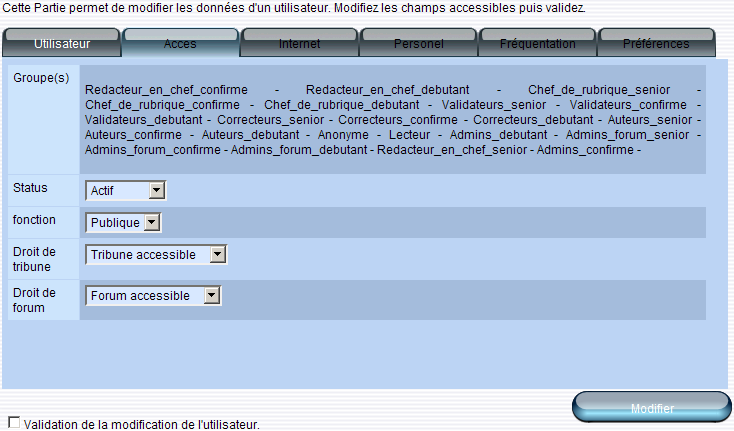 Cette Partie permet de modifier les données d'un utilisateur. Modifiez les champs accessibles puis validez.
Utilisateur Acces Internet Personel Fréquentation Préférences
Groupe(s)
Redacteur_en_chef_confirme - Redacteur_en_chef_debutant - Chef_de_rubrique_senior -
Chef_de_rubrique_confirme - Chef_de_rubrique_debutant - Validateurs_senior - Validateurs_confirme -
Validateurs_debutant - Correcteurs_senior - Correcteurs_confirme - Correcteurs_debutant - Auteurs_senior -
Auteurs_confirme - Auteurs_debutant - Anonyme - Lecteur - Admins_debutant - Admins_forum_senior -
Admins_forum_confirme - Admins_forum_debutant - Redacteur_en_chef_senior - Admins_confirme -
Status Actif
fonction Publique
Droit de
tribune
Tribune accessible
Droit de
forum
Forum accessible
Modifier
Validation de la modification de l'utilisateur.